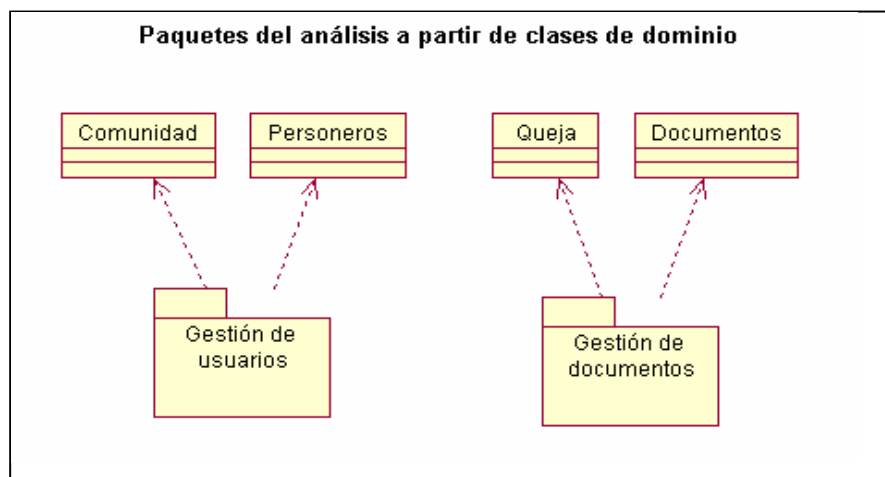 Paquetes del análisis a partir de clases de dominio
Comunidad
Personeros
Queja
Documentos
Gestión de
usuarios
Gestión de
documentos